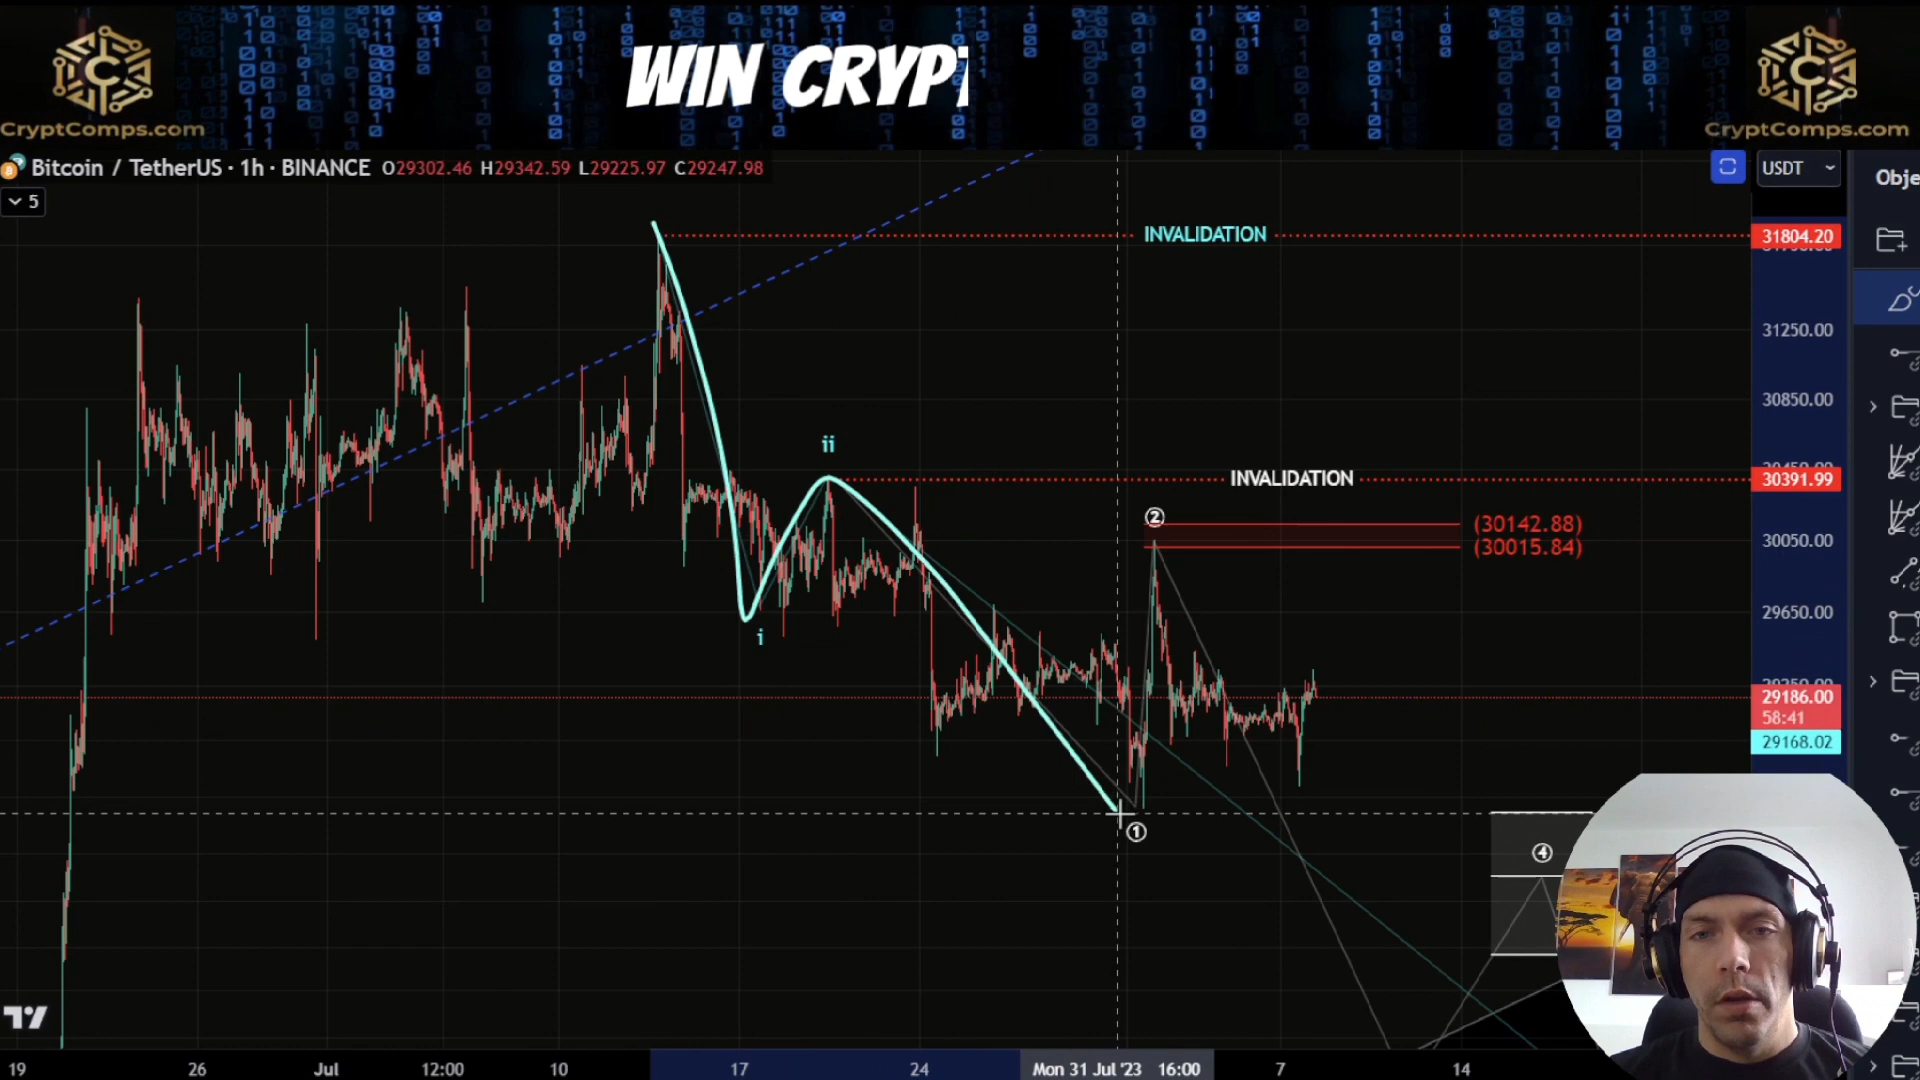 WIN CRYPT
CryptComps.com
CryptComps.com
Bitcoin / TetherUS · 1h · BINANCE O29302.46 H29342.59 L29225.97 C29247.98
USDT
Obje
5
INVALIDATION
31804.20
31250.00
30850.00
ii
INVALIDATION
30391.99
②
(30142.88)
(30015.84)
30050.00
29650.00
i
29186.00
58:41
29168.02
①
④
19
26
Jul
12:00
10
17
24
Mon 31 Jul '23 16:00
7
14